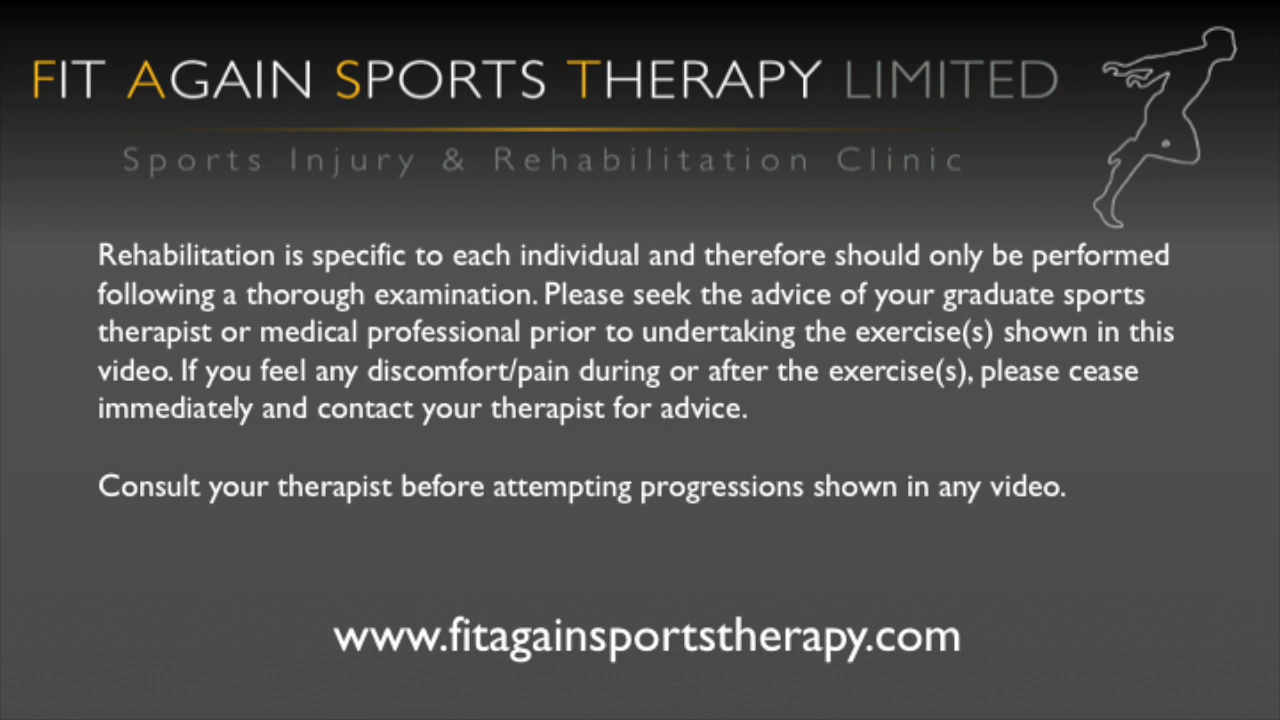 FIT AGAIN SPORTS THERAPY LIMITED
Sports Injury & Rehabilitation Clinic
Rehabilitation is specific to each individual and therefore should only be performed
following a thorough examination. Please seek the advice of your graduate sports
therapist or medical professional prior to undertaking the exercise(s) shown in this
video. If you feel any discomfort/pain during or after the exercise(s), please cease
immediately and contact your therapist for advice.
Consult your therapist before attempting progressions shown in any video.
www.fitagainsportstherapy.com